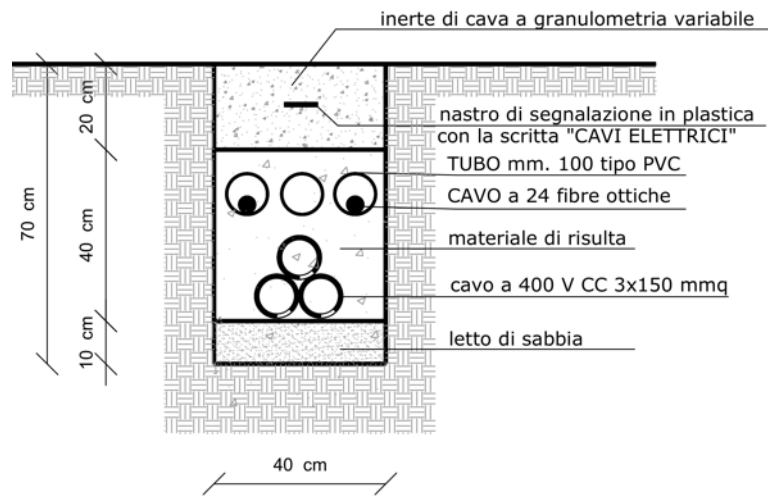 inerte di cava a granulometria variabile
nastro di segnalazione in plastica
con la scritta "CAVI ELETTRICI"
TUBO mm. 100 tipo PVC
CAVO a 24 fibre ottiche
materiale di risulta
cavo a 400 V CC 3x150 mmq
letto di sabbia
20 cm
70 cm
40 cm
10 cm
40 cm